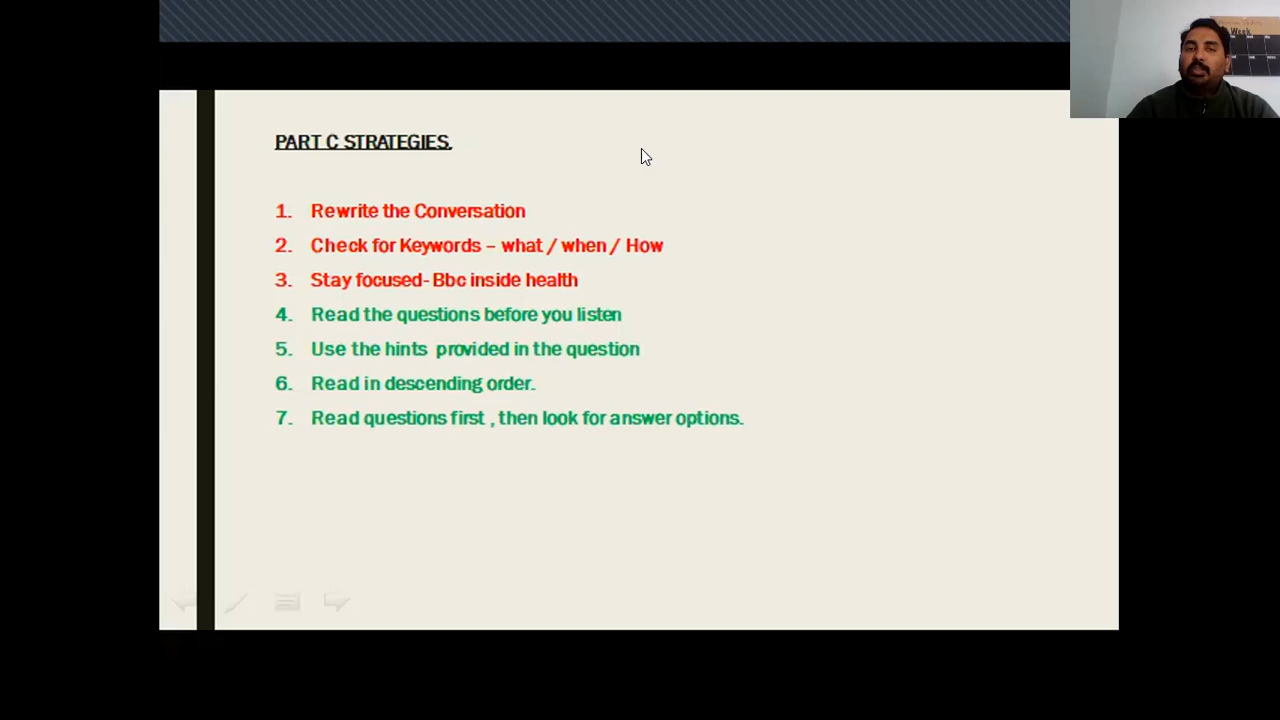 Week
PART C STRATEGIES.
1. Rewrite the Conversation
2. Check for Keywords – what / when / How
3. Stay focused- Bbc inside health
4. Read the questions before you listen
5. Use the hints provided in the question
6. Read in descending order.
7. Read questions first , then look for answer options.